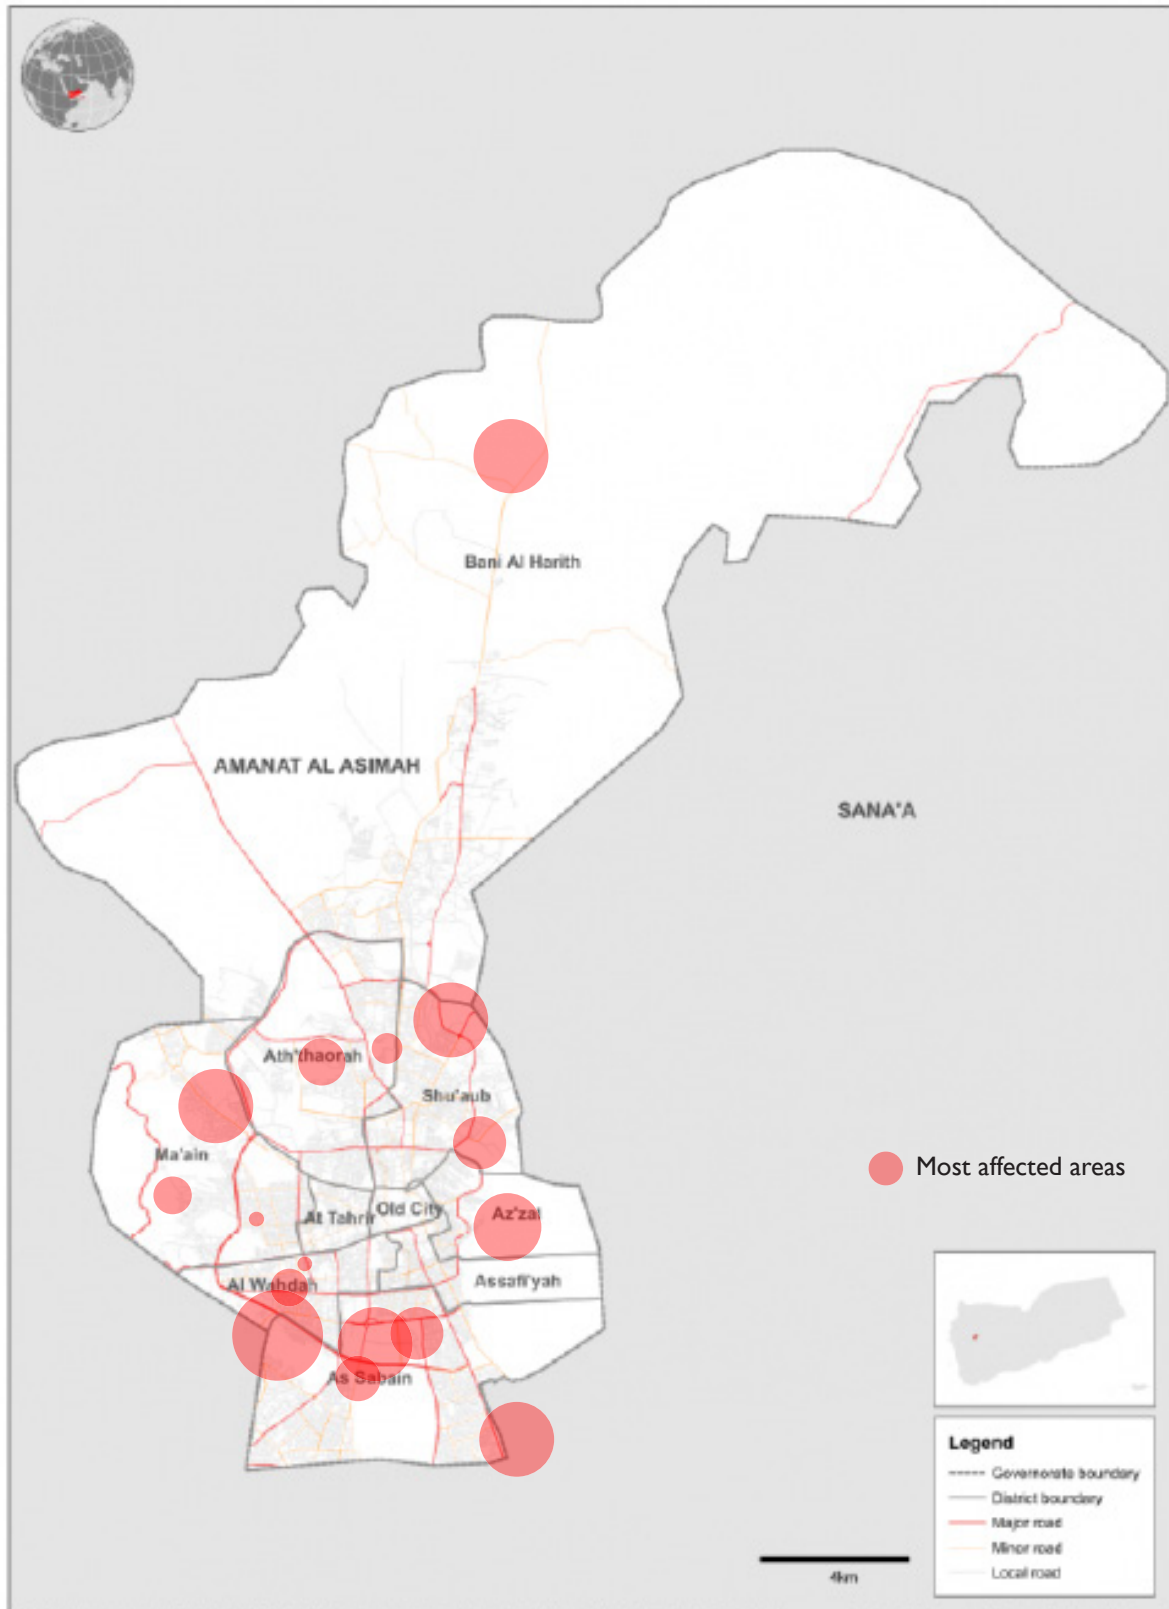 Bani Al Harith
AMANAT AL ASIMAH
SANA'A
Ath'thaorah
Shu'aub
Ma'ain
Most affected areas
Old City
At Tahrir
Az'zal
Al Wahdah
Assafi'yah
As Sabain
Legend
Governorate boundary
District boundary
Major road
Minor road
Local road
4km